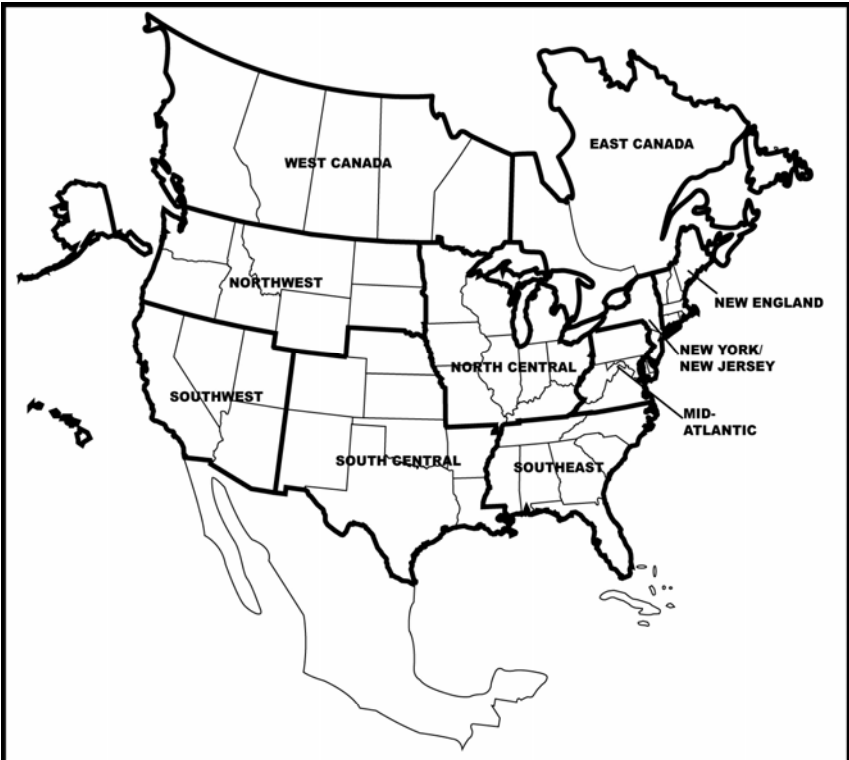 EAST CANADA
WEST CANADA
NORTHWEST
NEW ENGLAND
NEW YORK/
NEW JERSEY
NORTH CENTRAL
SOUTHWEST
MID-
ATLANTIC
SOUTH CENTRAL
SOUTHEAST